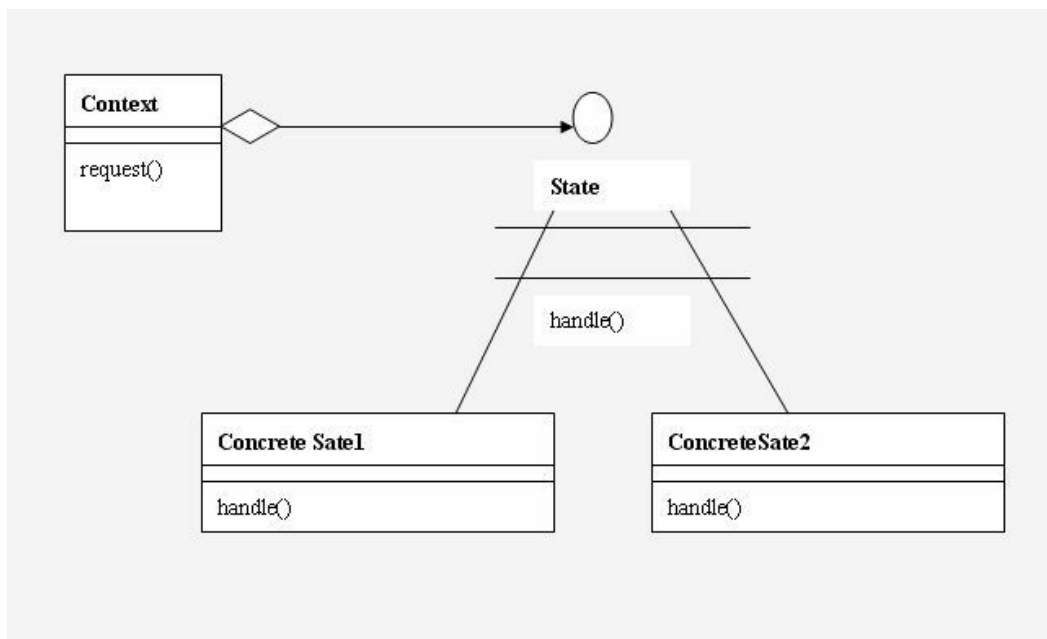 Context
request()
State
handle()
Concrete Sate1
handle()
ConcreteSate2
handle()